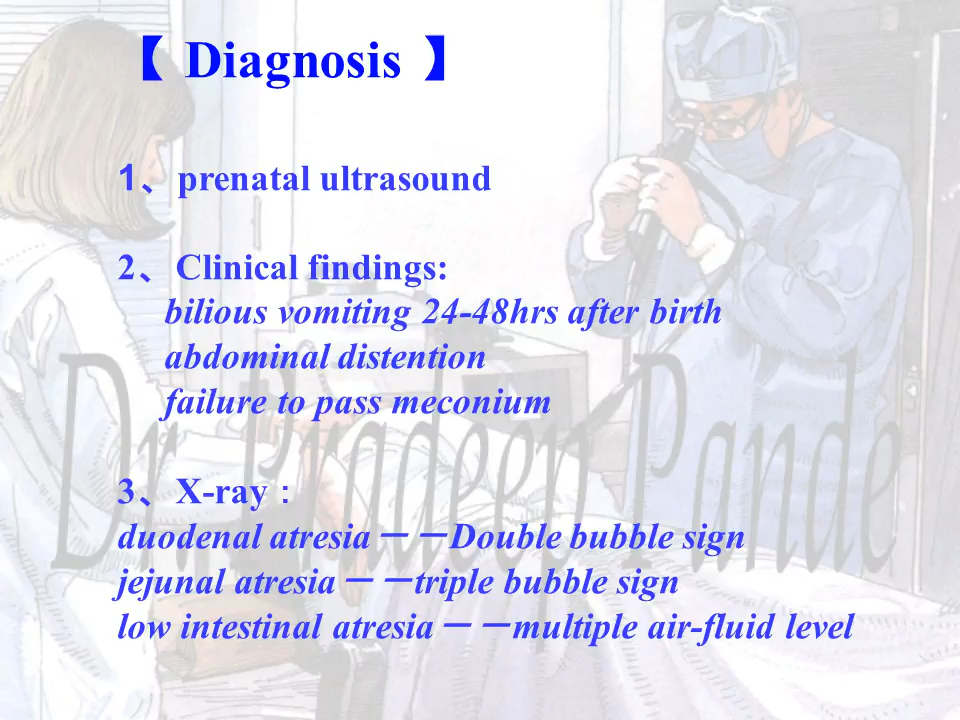 【 Diagnosis 】
1、prenatal ultrasound
2、Clinical findings:
bilious vomiting 24-48hrs after birth
abdominal distention
failure to pass meconium
3、X-ray：
duodenal atresia－－Double bubble sign
jejunal atresia－－triple bubble sign
low intestinal atresia－－multiple air-fluid level
Dr. Pradeep Pande